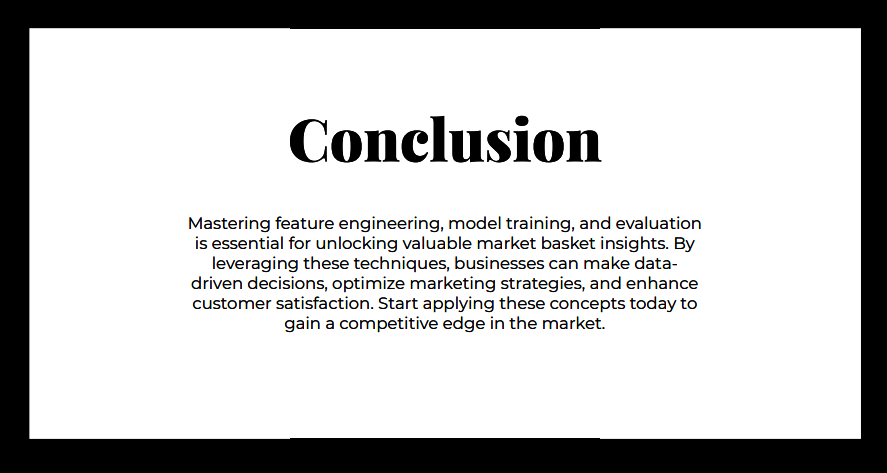 Conclusion
Mastering feature engineering, model training, and evaluation
is essential for unlocking valuable market basket insights. By
leveraging these techniques, businesses can make data-
driven decisions, optimize marketing strategies, and enhance
customer satisfaction. Start applying these concepts today to
gain a competitive edge in the market.